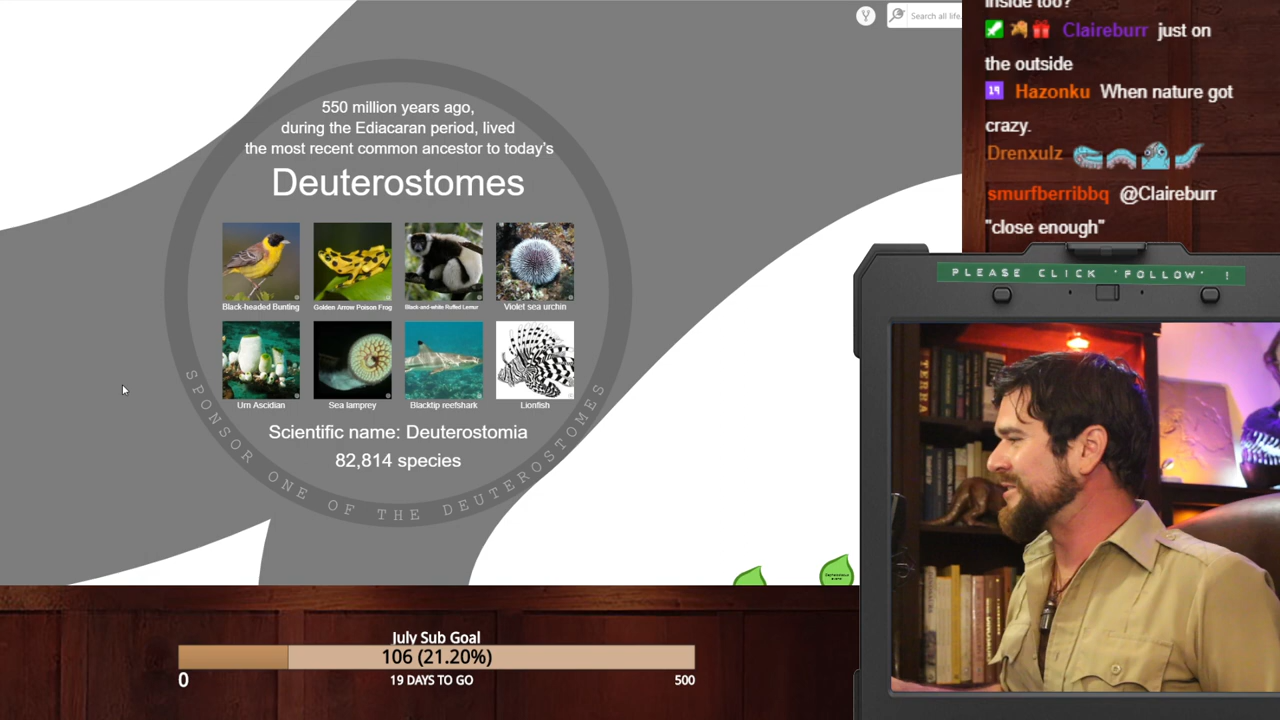 Search all life
550 million years ago,
during the Ediacaran period, lived
the most recent common ancestor to today's
Deuterostomes
Black-headed Bunting
Golden Arrow Poison Frog
Black-and-white Ruffed Lemur
Violet sea urchin
Urn Ascidian
Sea lamprey
Blacktip reefshark
Lionfish
Scientific name: Deuterostomia
82,814 species
SPONSOR ONE OF THE DEUTEROSTOMES
inside too?
Claireburr just on
the outside
19 Hazonku When nature got
crazy.
Drenxulz
smurfberribbq @Claireburr
"close enough"
PLEASE CLICK 'FOLLOW' !
July Sub Goal
106 (21.20%)
0
19 DAYS TO GO
500